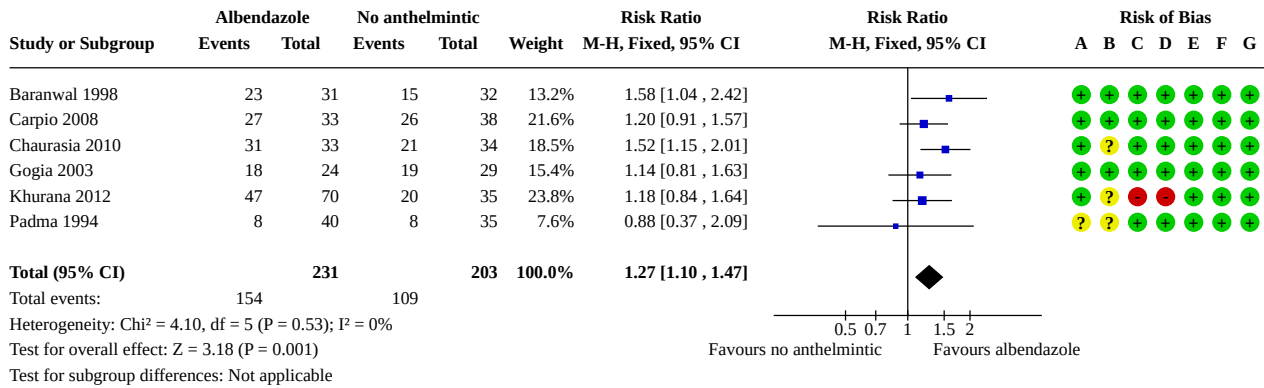 Albendazole No anthelmintic Risk Ratio Risk Ratio Risk of Bias
Study or Subgroup Events Total Events Total Weight M-H, Fixed, 95% CI M-H, Fixed, 95% CI A B C D E F G
Baranwal 1998 23 31 15 32 13.2% 1.58 [1.04 , 2.42] + + + + + + +
Carpio 2008 27 33 26 38 21.6% 1.20 [0.91 , 1.57] + + + + + + +
Chaurasia 2010 31 33 21 34 18.5% 1.52 [1.15 , 2.01] + ? + + + + +
Gogia 2003 18 24 19 29 15.4% 1.14 [0.81 , 1.63] + + + + + + +
Khurana 2012 47 70 20 35 23.8% 1.18 [0.84 , 1.64] + ? - - + + +
Padma 1994 8 40 8 35 7.6% 0.88 [0.37 , 2.09] ? ? + + + + +
Total (95% CI) 231 203 100.0% 1.27 [1.10 , 1.47]
Total events: 154 109
Heterogeneity: Chi² = 4.10, df = 5 (P = 0.53); I² = 0%
0.5 0.7 1 1.5 2
Test for overall effect: Z = 3.18 (P = 0.001) Favours no anthelmintic Favours albendazole
Test for subgroup differences: Not applicable